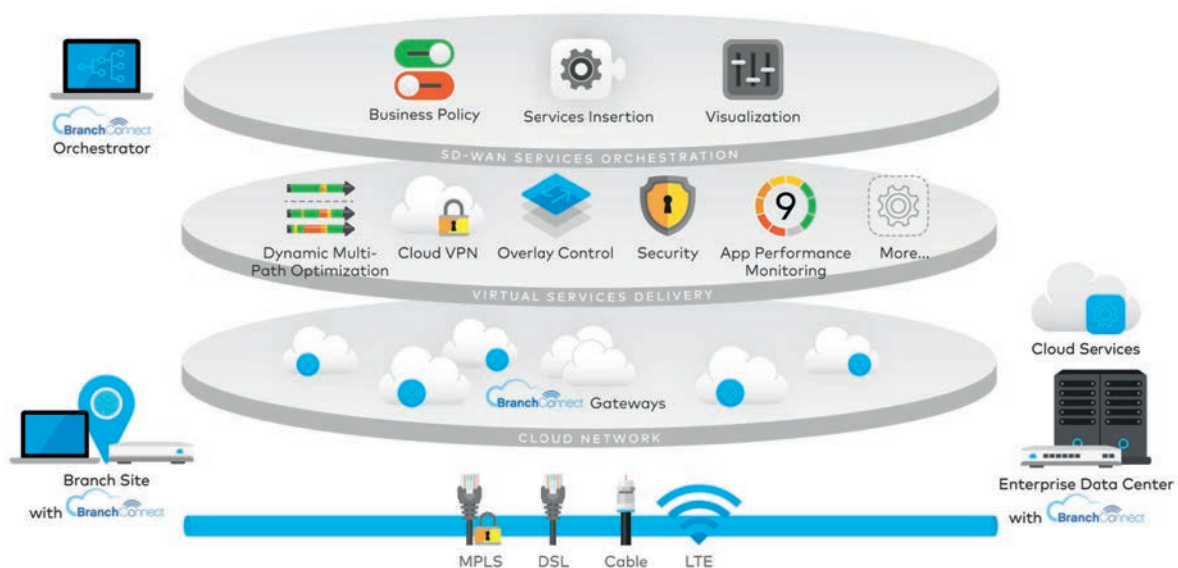 BranchConnect
Orchestrator
Business Policy
Services Insertion
Visualization
SD-WAN SERVICES ORCHESTRATION
Dynamic Multi-
Path Optimization
Cloud VPN
Overlay Control
Security
9
App Performance
Monitoring
More...
VIRTUAL SERVICES DELIVERY
BranchConnect Gateways
CLOUD NETWORK
Cloud Services
Branch Site
with BranchConnect
Enterprise Data Center
with BranchConnect
MPLS
DSL
Cable
LTE